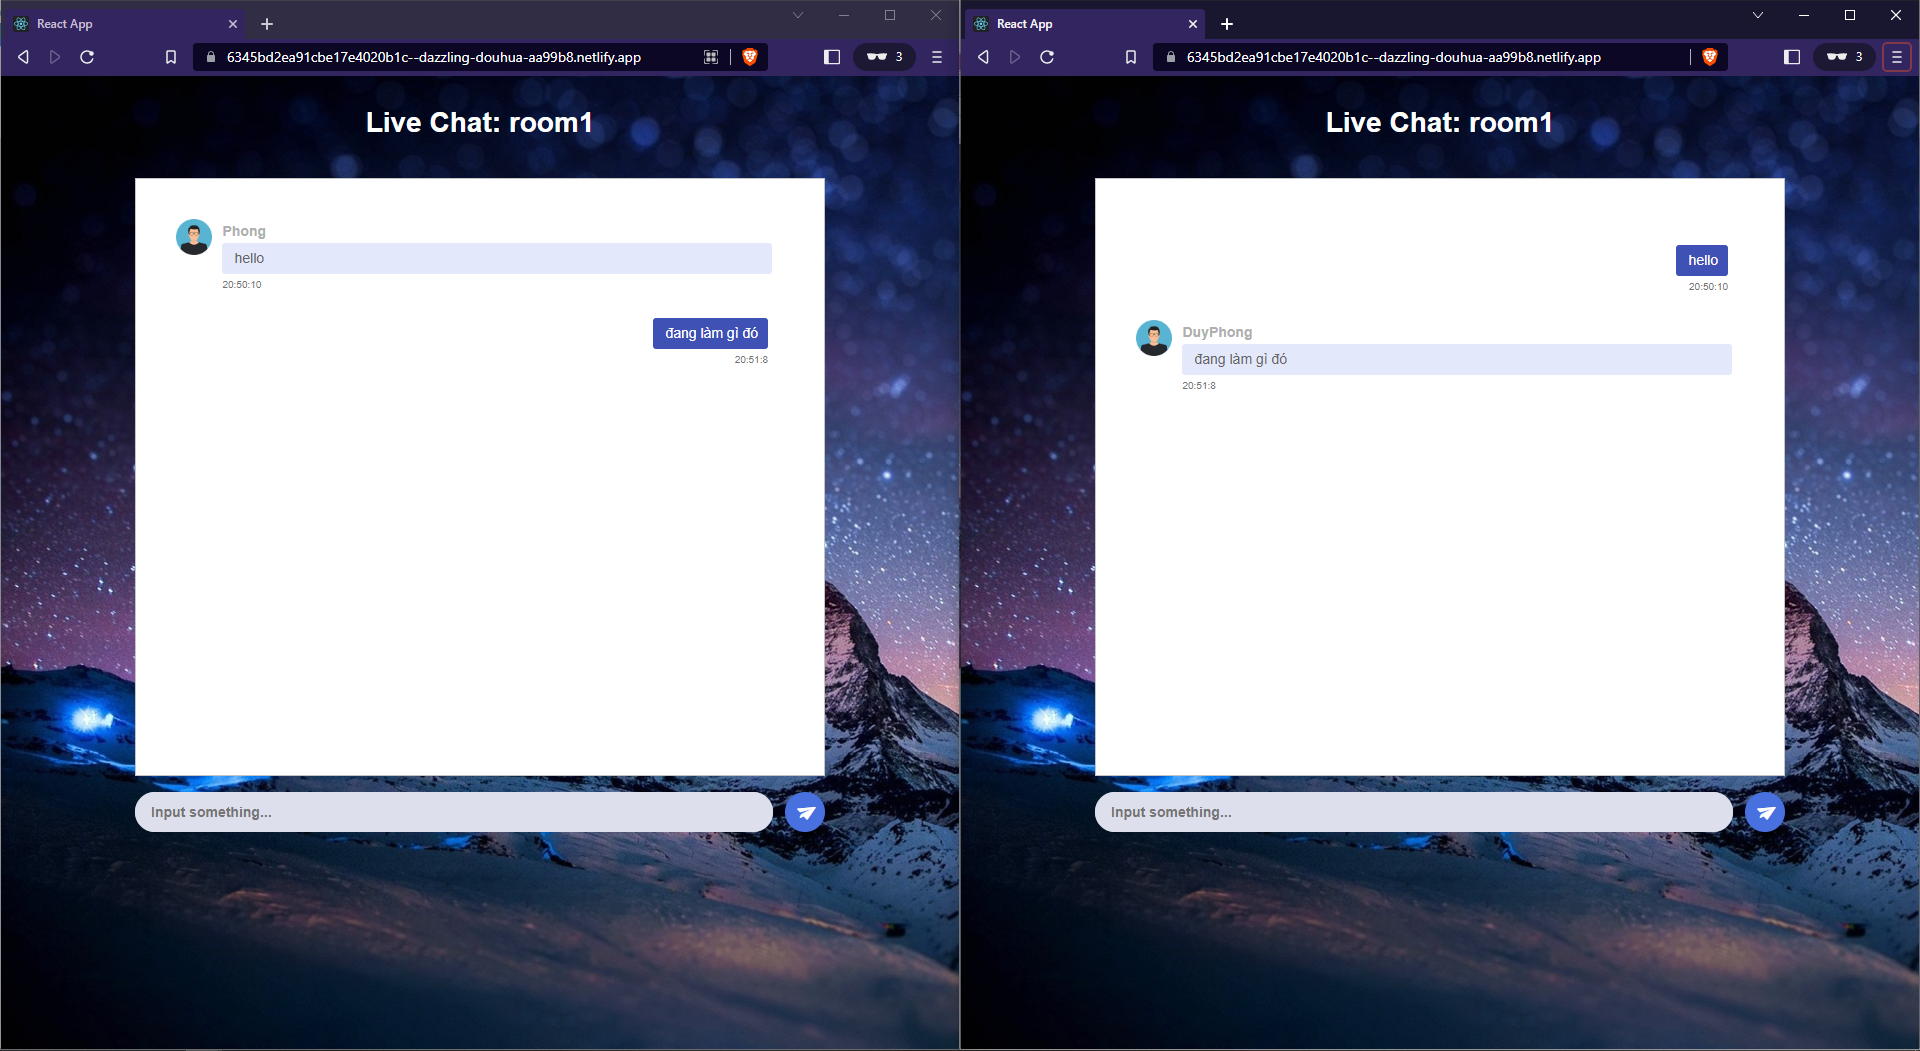 React App
6345bd2ea91cbe17e4020b1c--dazzling-douhua-aa99b8.netlify.app
3
Live Chat: room1
Phong
hello
20:50:10
đang làm gì đó
20:51:8
Input something...
React App
6345bd2ea91cbe17e4020b1c--dazzling-douhua-aa99b8.netlify.app
3
Live Chat: room1
hello
20:50:10
DuyPhong
đang làm gì đó
20:51:8
Input something...